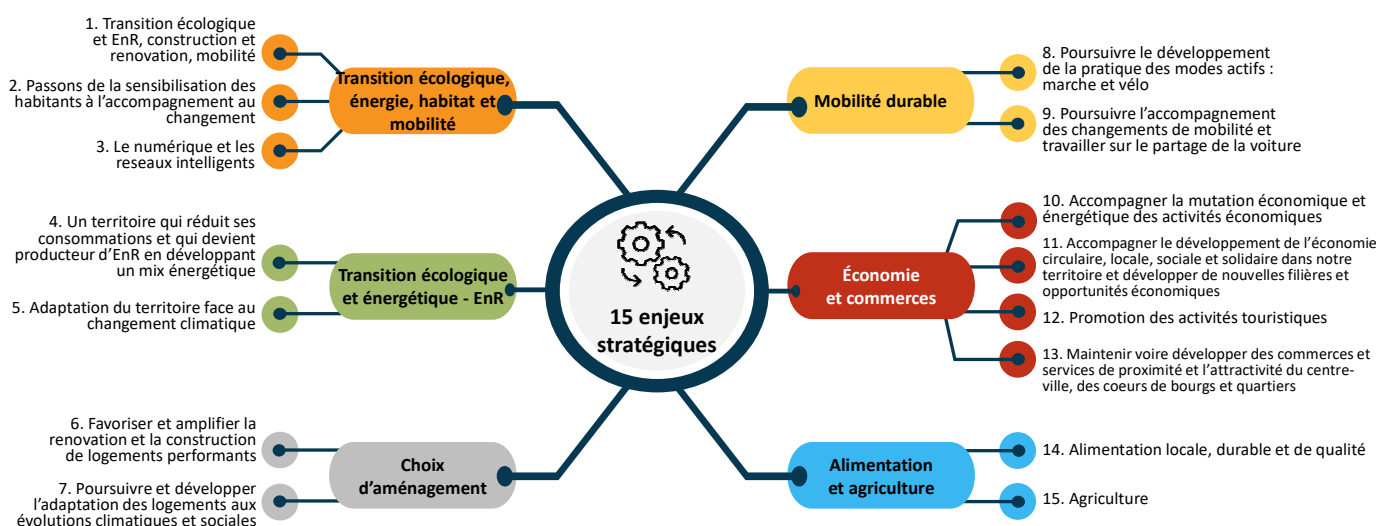 1. Transition écologique
et EnR, construction et
renovation, mobilité
2. Passons de la sensibilisation des
habitants à l'accompagnement au
changement
3. Le numérique et les
reseaux intelligents
Transition écologique,
énergie, habitat et
mobilité
4. Un territoire qui réduit ses
consommations et qui devient
producteur d'EnR en développant
un mix énergétique
5. Adaptation du territoire face au
changement climatique
Transition écologique
et énergétique - EnR
6. Favoriser et amplifier la
renovation et la construction
de logements performants
7. Poursuivre et développer
l'adaptation des logements aux
évolutions climatiques et sociales
Choix
d'aménagement
15 enjeux
stratégiques
Mobilité durable
8. Poursuivre le développement
de la pratique des modes actifs :
marche et vélo
9. Poursuivre l'accompagnement
des changements de mobilité et
travailler sur le partage de la voiture
Économie
et commerces
10. Accompagner la mutation économique et
énergétique des activités économiques
11. Accompagner le développement de l'économie
circulaire, locale, sociale et solidaire dans notre
territoire et développer de nouvelles filières et
opportunités économiques
12. Promotion des activités touristiques
13. Maintenir voire développer des commerces et
services de proximité et l'attractivité du centre-
ville, des coeurs de bourgs et quartiers
Alimentation
et agriculture
14. Alimentation locale, durable et de qualité
15. Agriculture